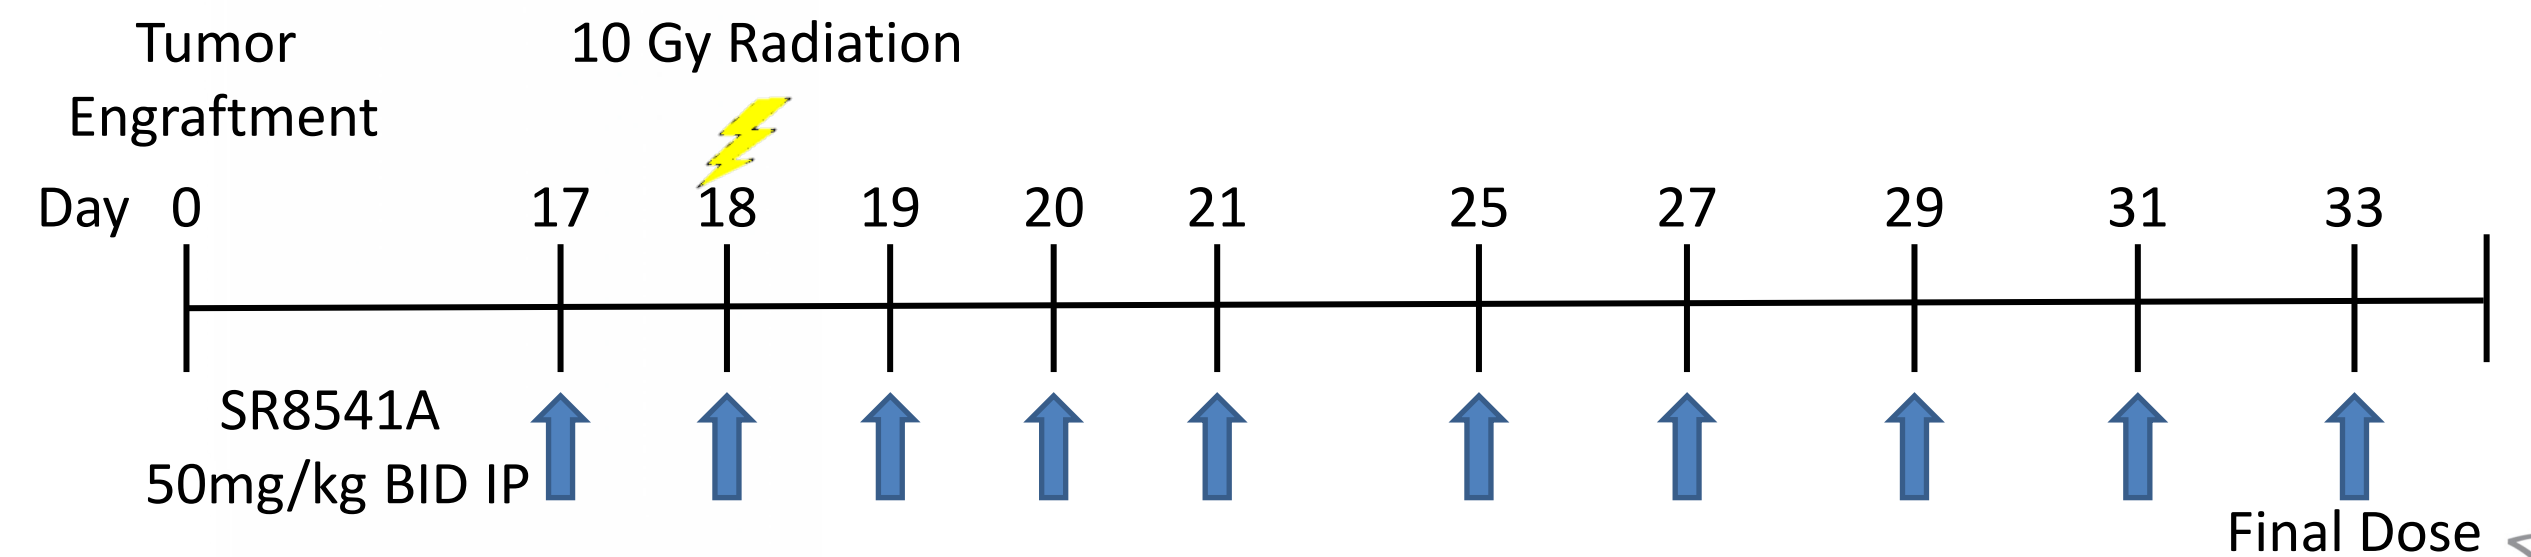 Tumor
Engraftment
10 Gy Radiation
Day 0 17 18 19 20 21 25 27 29 31 33
SR8541A
50mg/kg BID IP
Final Dose